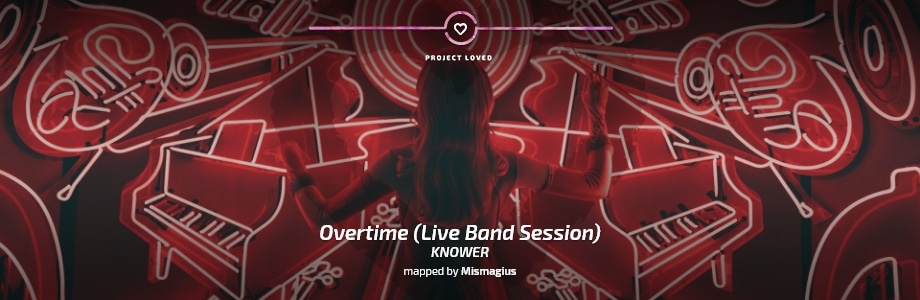 PROJECT LOVED
Overtime (Live Band Session)
KNOWER
mapped by Mismagius